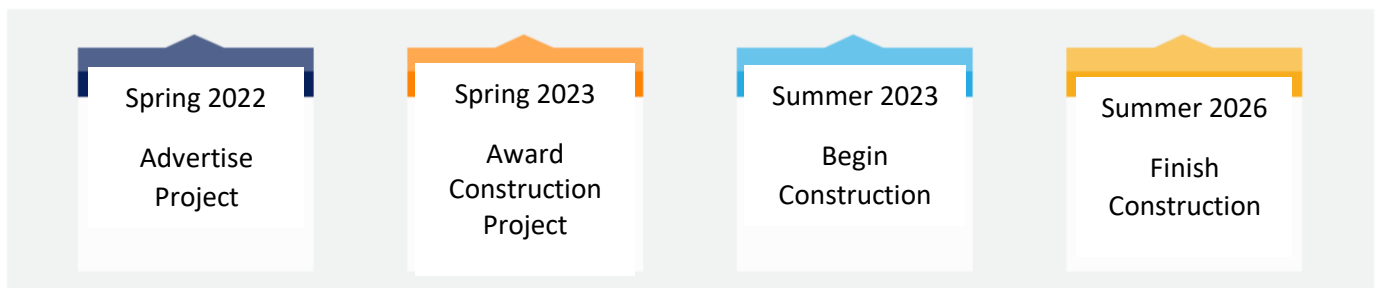 Spring 2022
Advertise
Project
Spring 2023
Award
Construction
Project
Summer 2023
Begin
Construction
Summer 2026
Finish
Construction